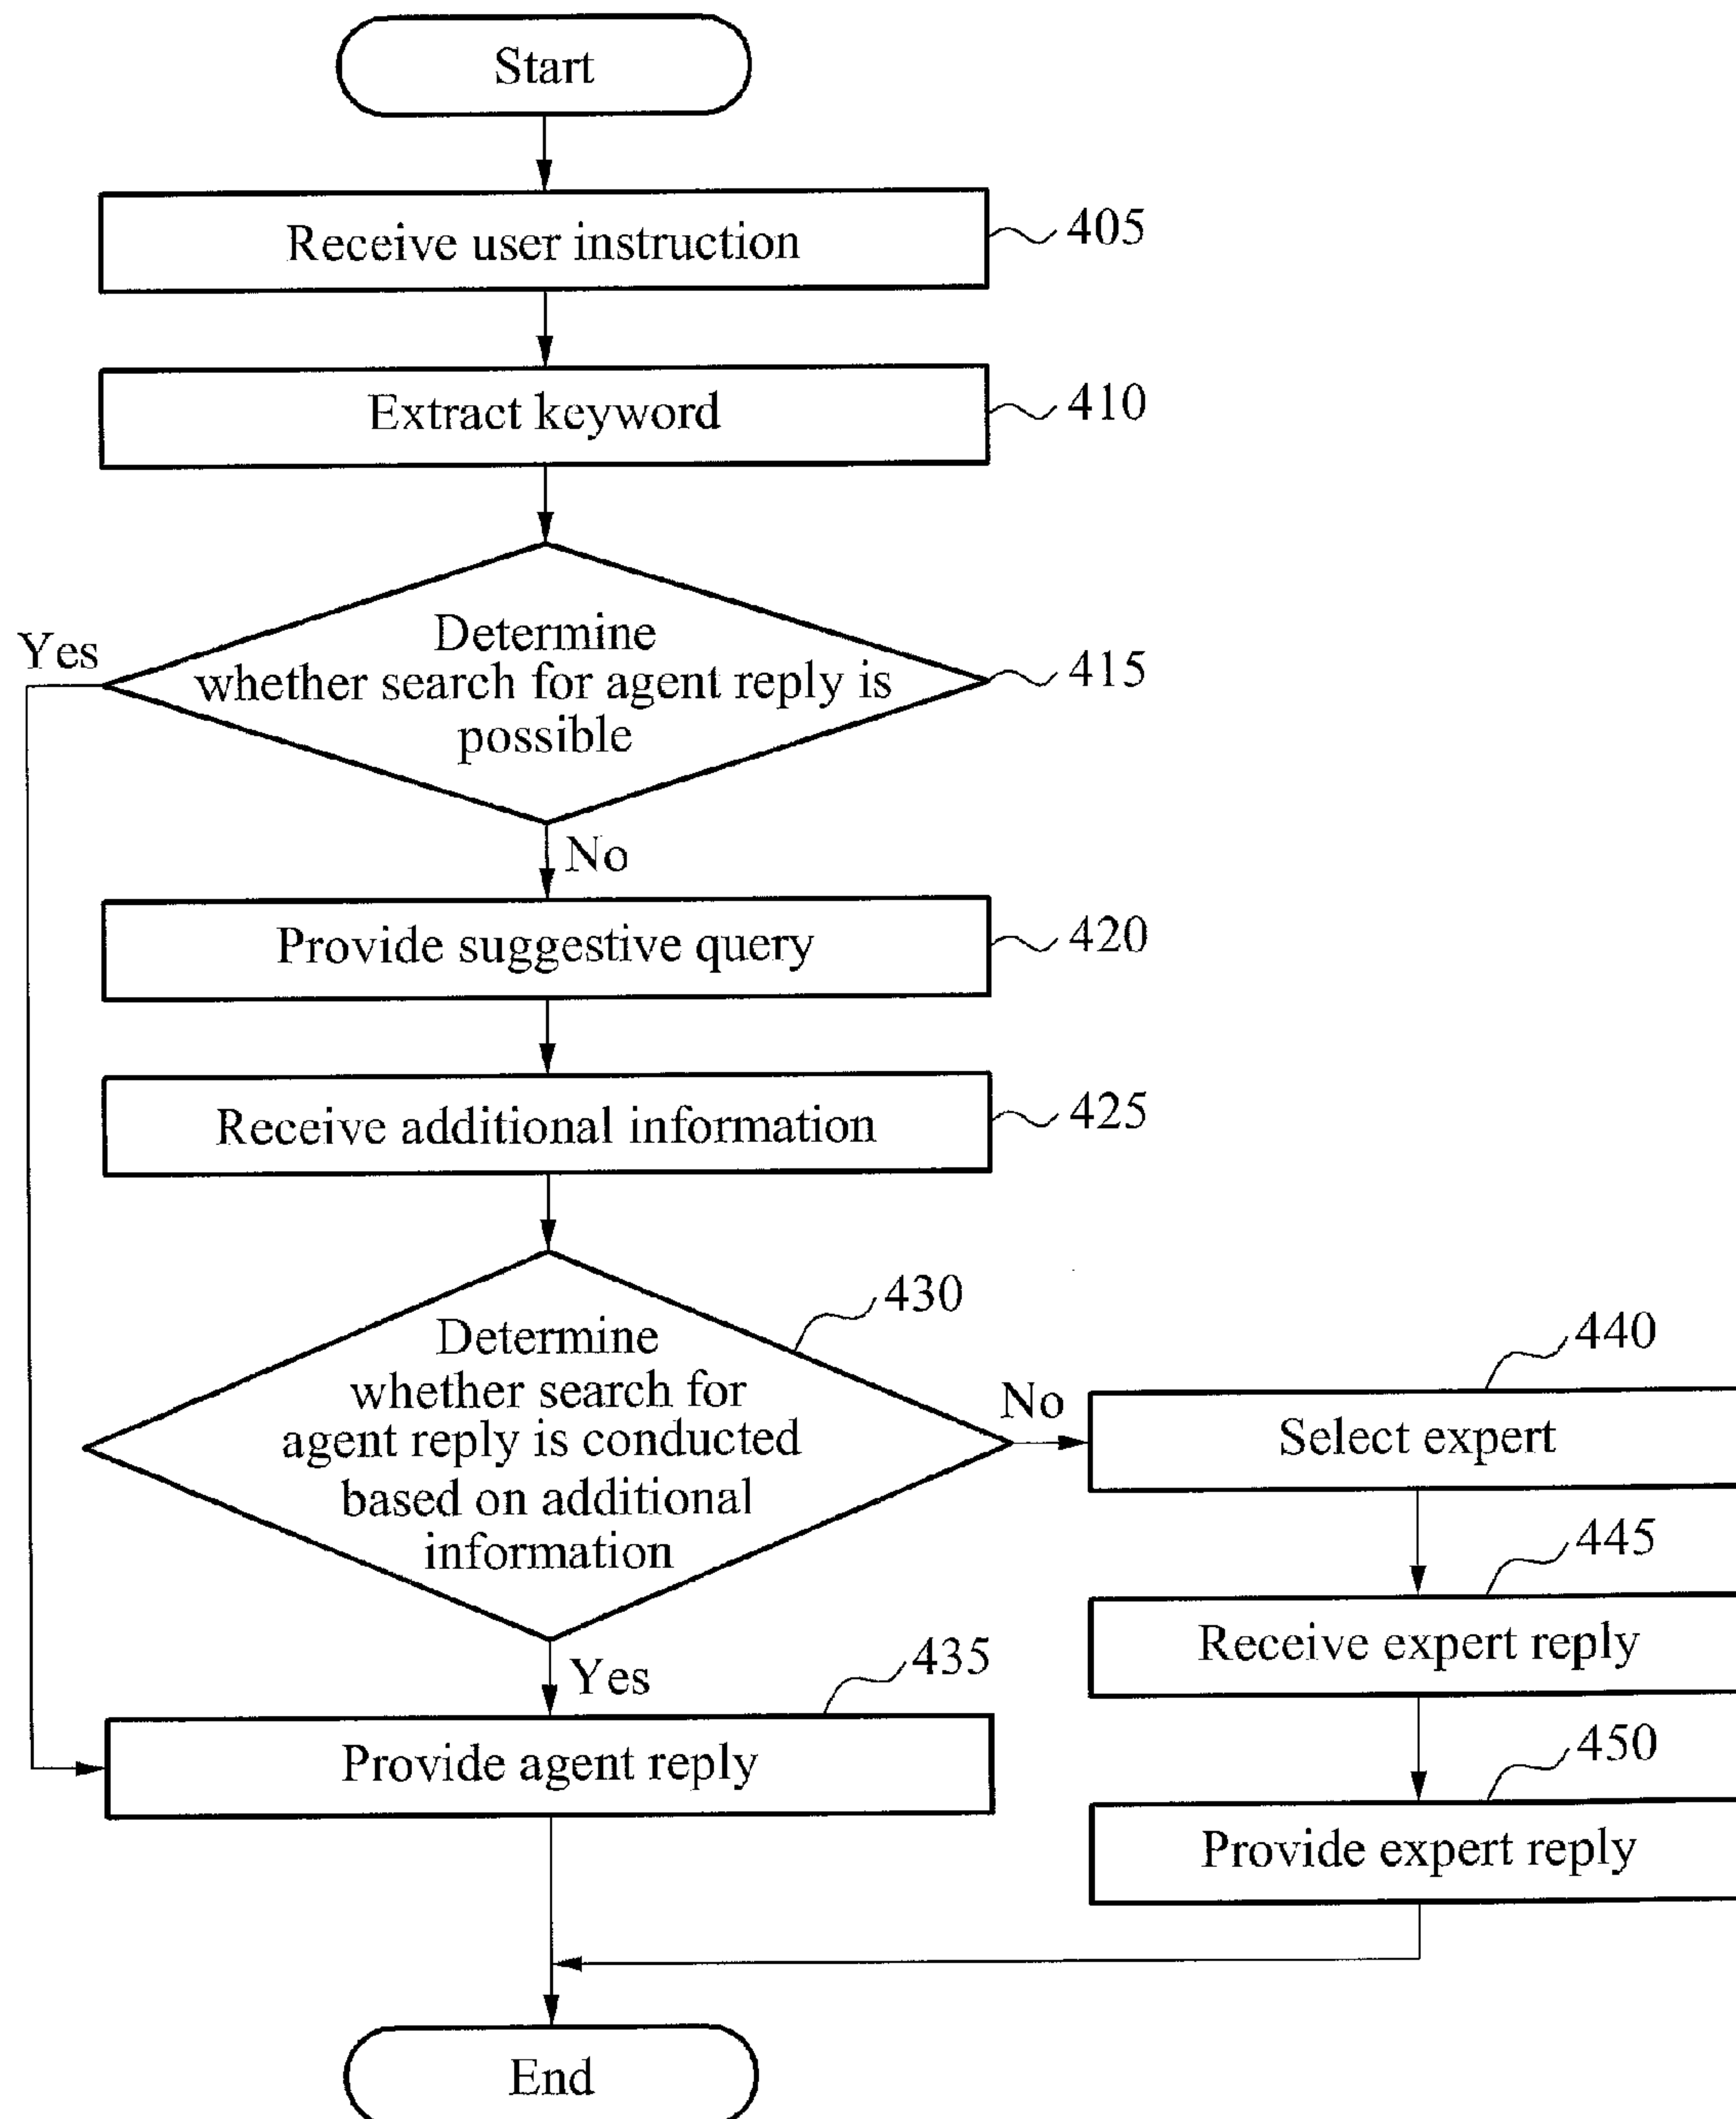 Start
Receive user instruction
405
Extract keyword
410
Determine
whether search for agent reply is
possible
415
Yes
No
Provide suggestive query
420
Receive additional information
425
Determine
whether search for
agent reply is conducted
based on additional
information
430
No
Select expert
440
Receive expert reply
445
Yes
Provide agent reply
435
Provide expert reply
450
End